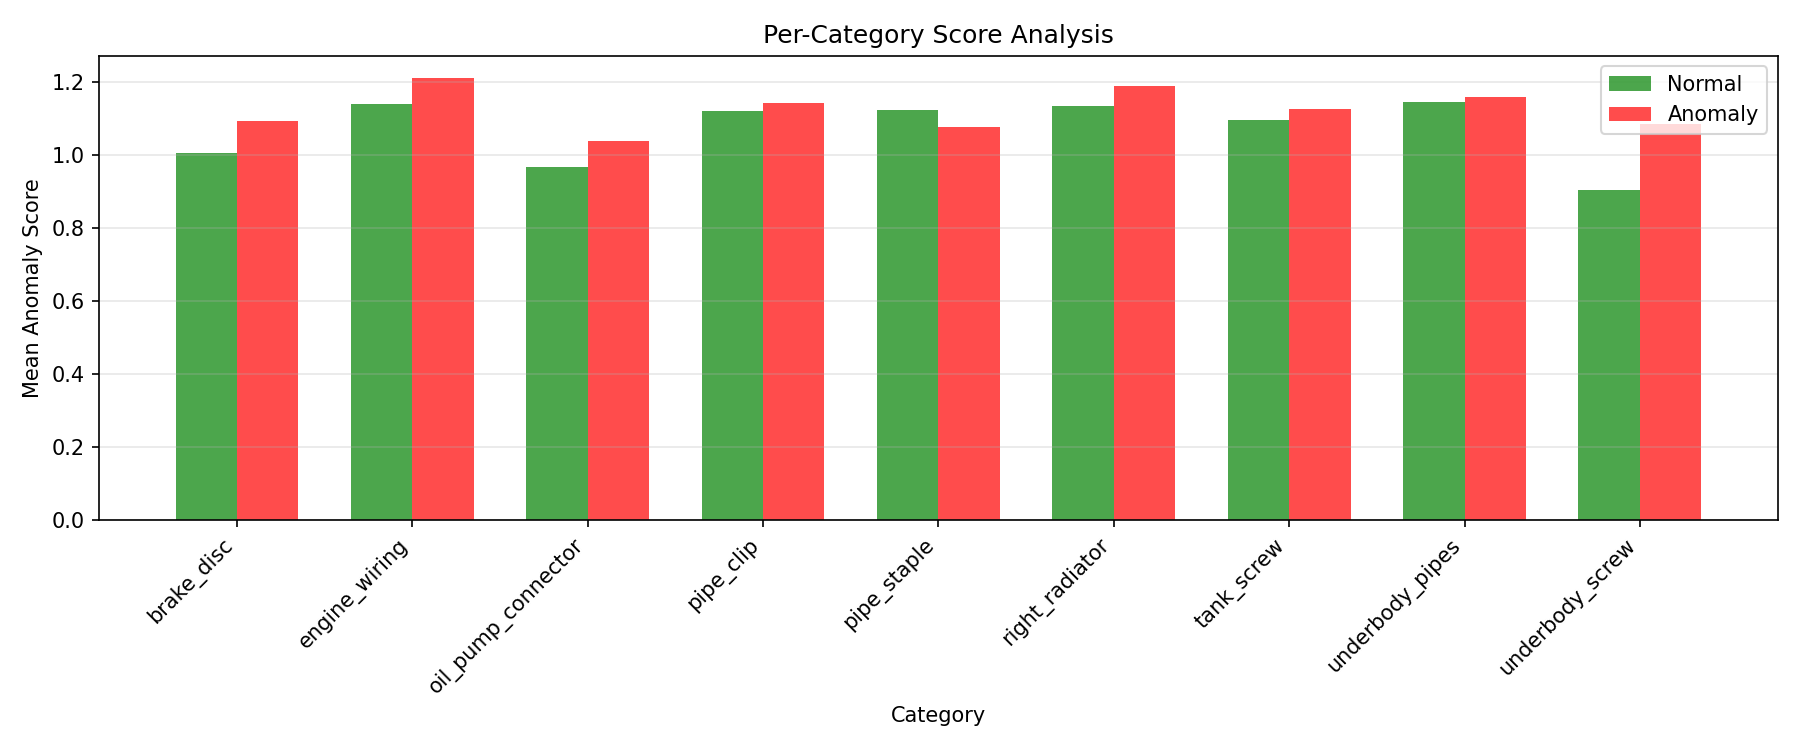 Per-Category Score Analysis
Normal
Anomaly
Mean Anomaly Score
1.2
1.0
0.8
0.6
0.4
0.2
0.0
brake_disc
engine_wiring
oil_pump_connector
pipe_clip
pipe_staple
right_radiator
tank_screw
underbody_pipes
underbody_screw
Category